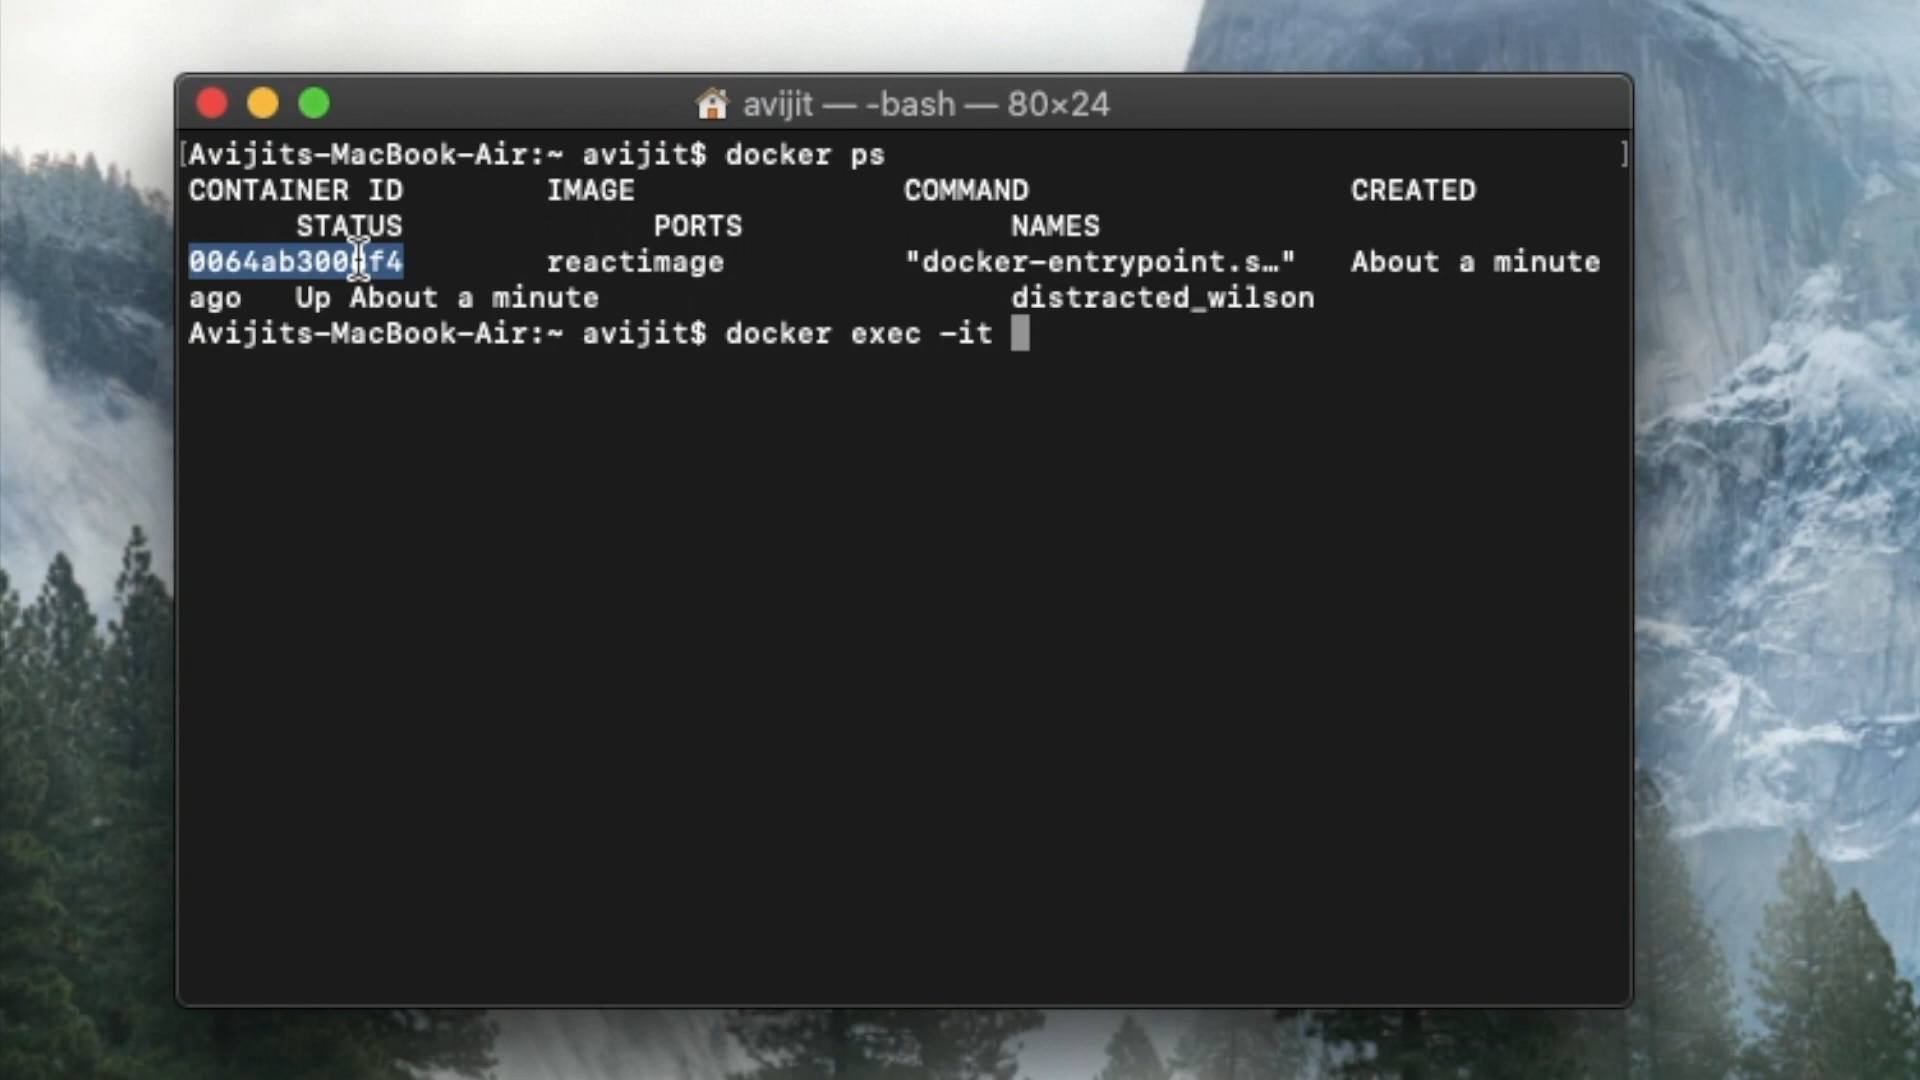 avijit — -bash — 80×24
[Avijits-MacBook-Air:~ avijit$ docker ps ]
CONTAINER ID IMAGE COMMAND CREATED
STATUS PORTS NAMES
reactimage "docker-entrypoint.s…" About a minute
ago Up About a minute distracted_wilson
Avijits-MacBook-Air:~ avijit$ docker exec -it